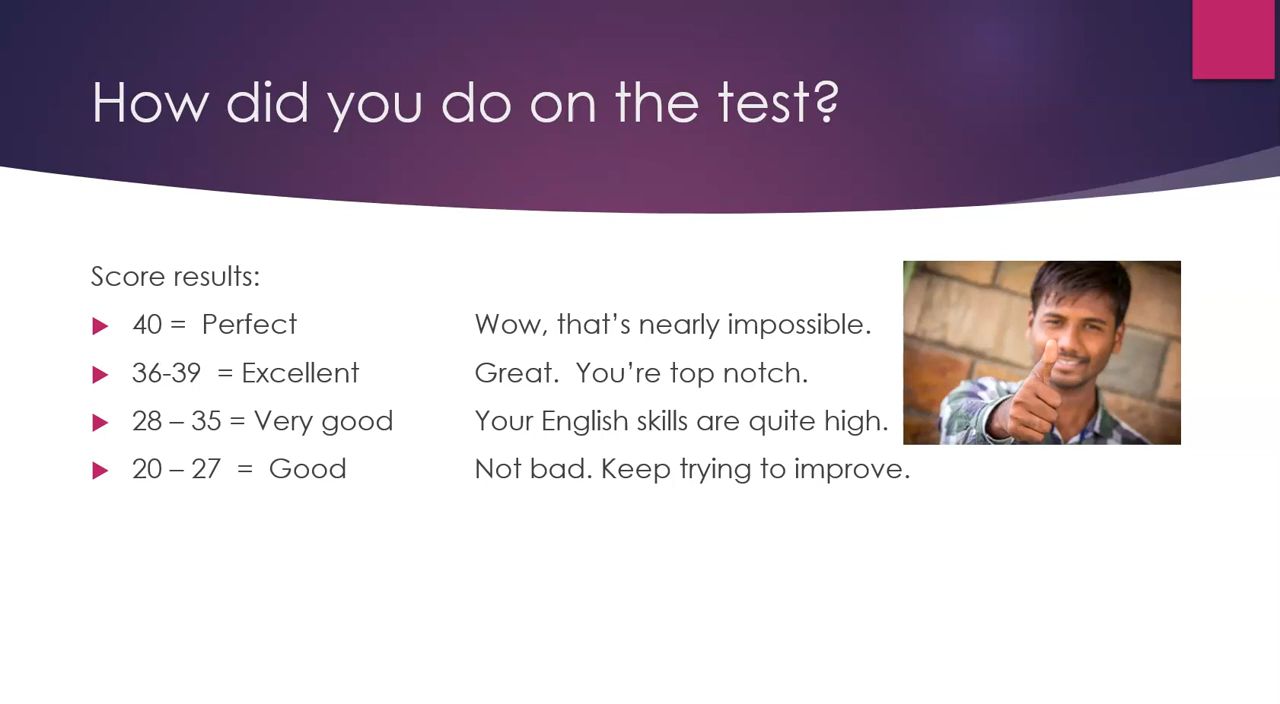 How did you do on the test?
Score results:
40 = Perfect Wow, that’s nearly impossible.
36-39 = Excellent Great. You’re top notch.
28 – 35 = Very good Your English skills are quite high.
20 – 27 = Good Not bad. Keep trying to improve.